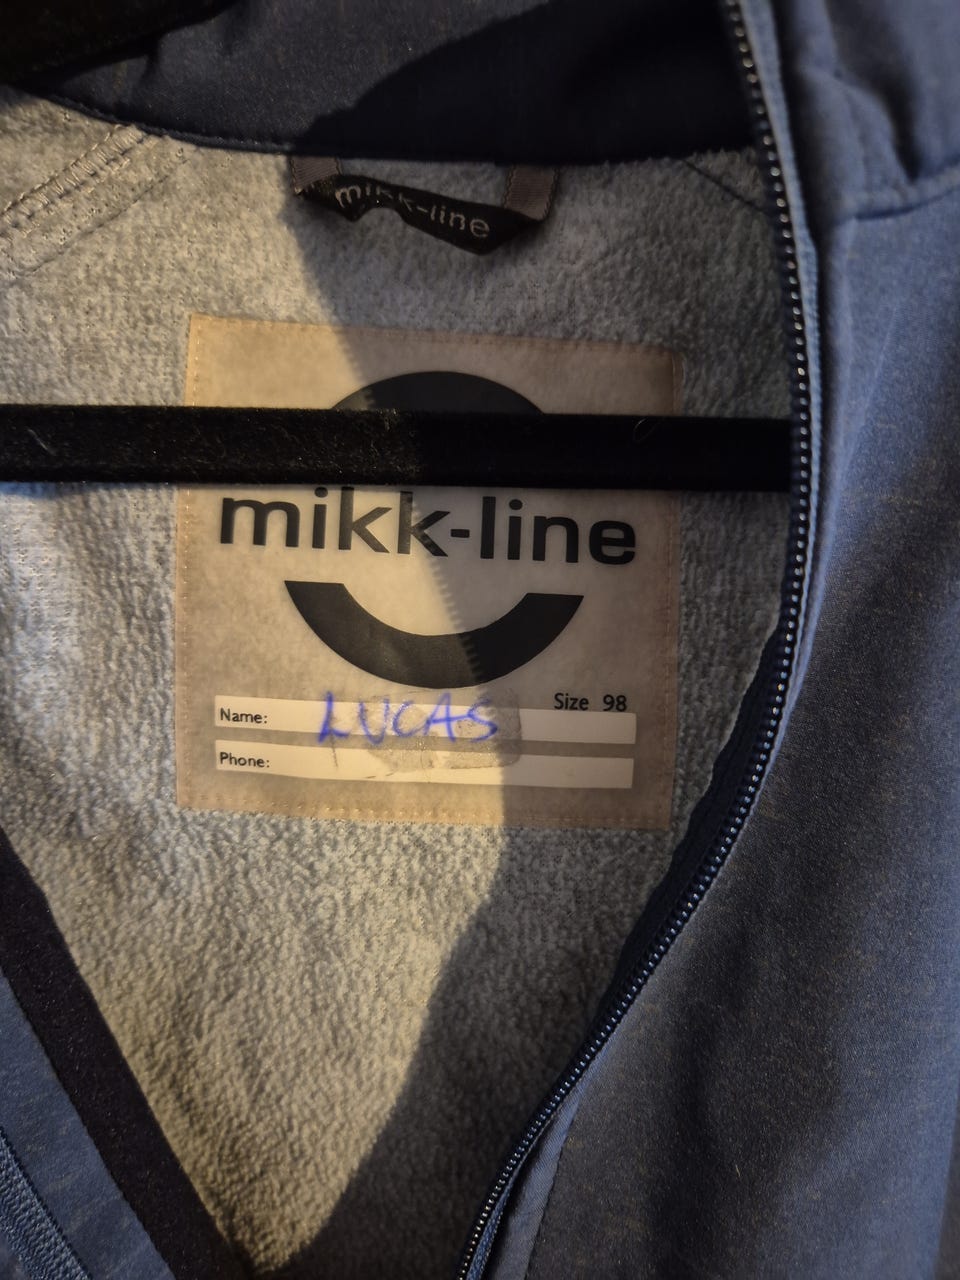 mikk-line
mikk-line
Size 98
Name: LUCAS
Phone: